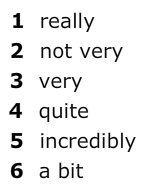 1 really
2 not very
3 very
4 quite
5 incredibly
6 a bit